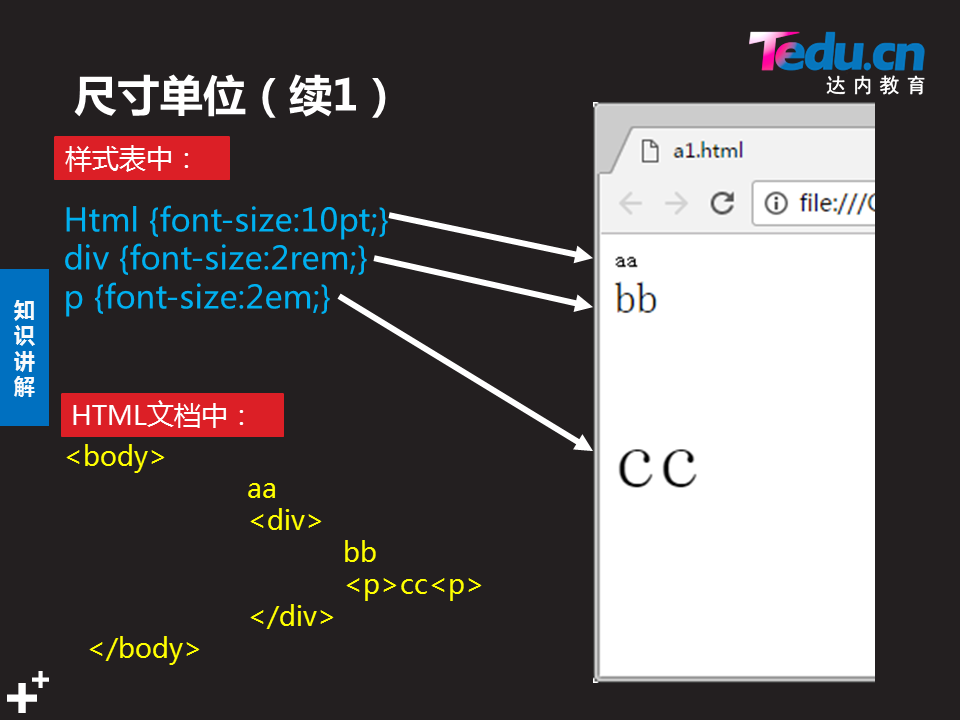 Tedu.cn
达内教育
尺寸单位（续1）
样式表中：
Html {font-size:10pt;}
div {font-size:2rem;}
p {font-size:2em;}
知识讲解
HTML文档中：
<body>
aa
<div>
bb
<p>cc<p>
</div>
</body>
a1.html
file:///
aa
bb
cc